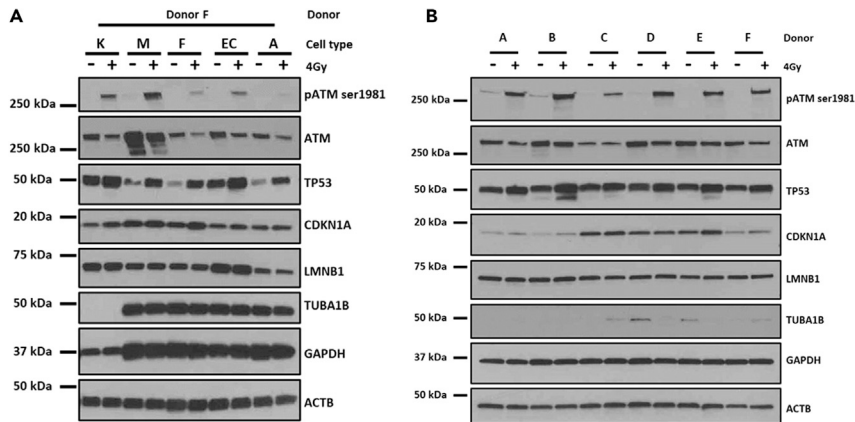 A
Donor F Donor
K M F EC A Cell type
- + - + - + - + - + 4Gy
250 kDa pATM ser1981
250 kDa ATM
50 kDa TP53
20 kDa CDKN1A
75 kDa LMNB1
50 kDa TUBA1B
37 kDa GAPDH
50 kDa ACTB
B
A B C D E F Donor
- + - + - + - + - + - + 4Gy
250 kDa pATM ser1981
250 kDa ATM
50 kDa TP53
20 kDa CDKN1A
75 kDa LMNB1
50 kDa TUBA1B
37 kDa GAPDH
50 kDa ACTB